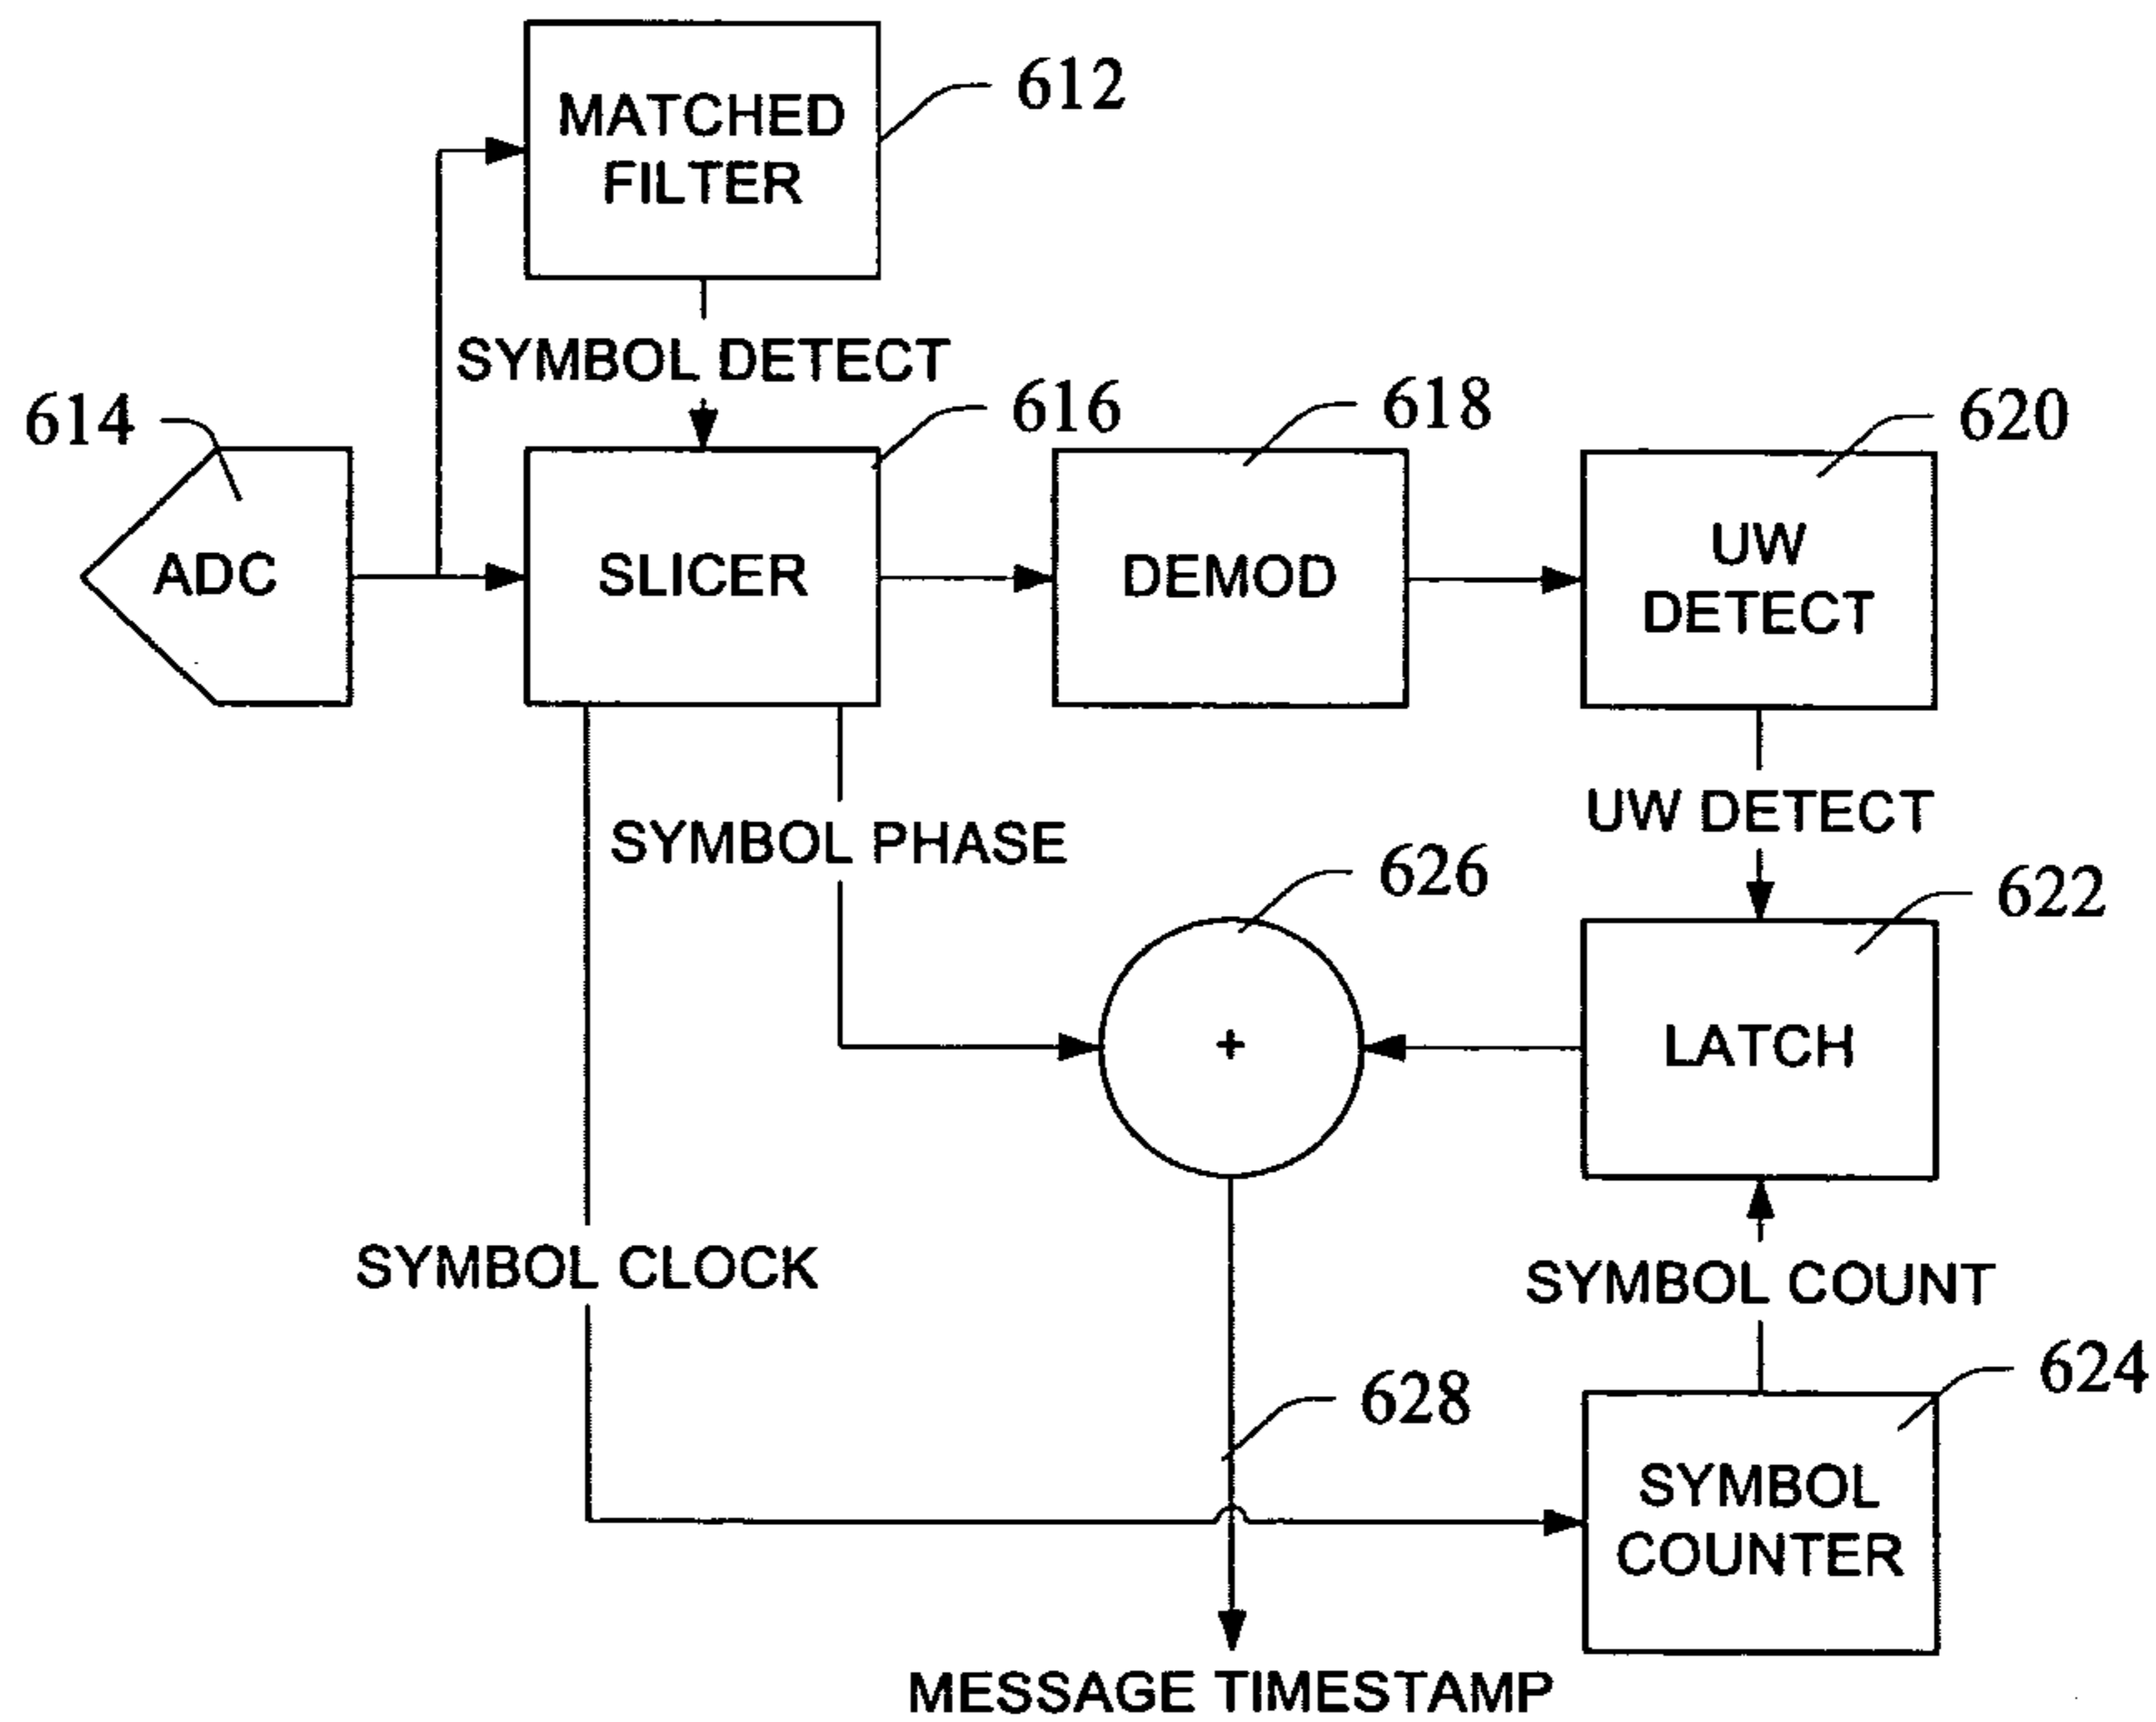 MATCHED
FILTER
612
SYMBOL DETECT
614
616
618
620
ADC
SLICER
DEMOD
UW
DETECT
SYMBOL PHASE
UW DETECT
626
622
+
LATCH
SYMBOL CLOCK
SYMBOL COUNT
628
624
SYMBOL
COUNTER
MESSAGE TIMESTAMP